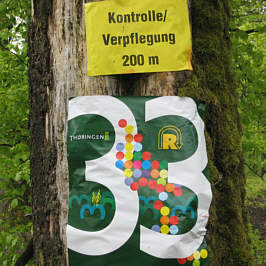 Kontrolle/
Verpflegung
200 m
THÜRINGEN
R
33